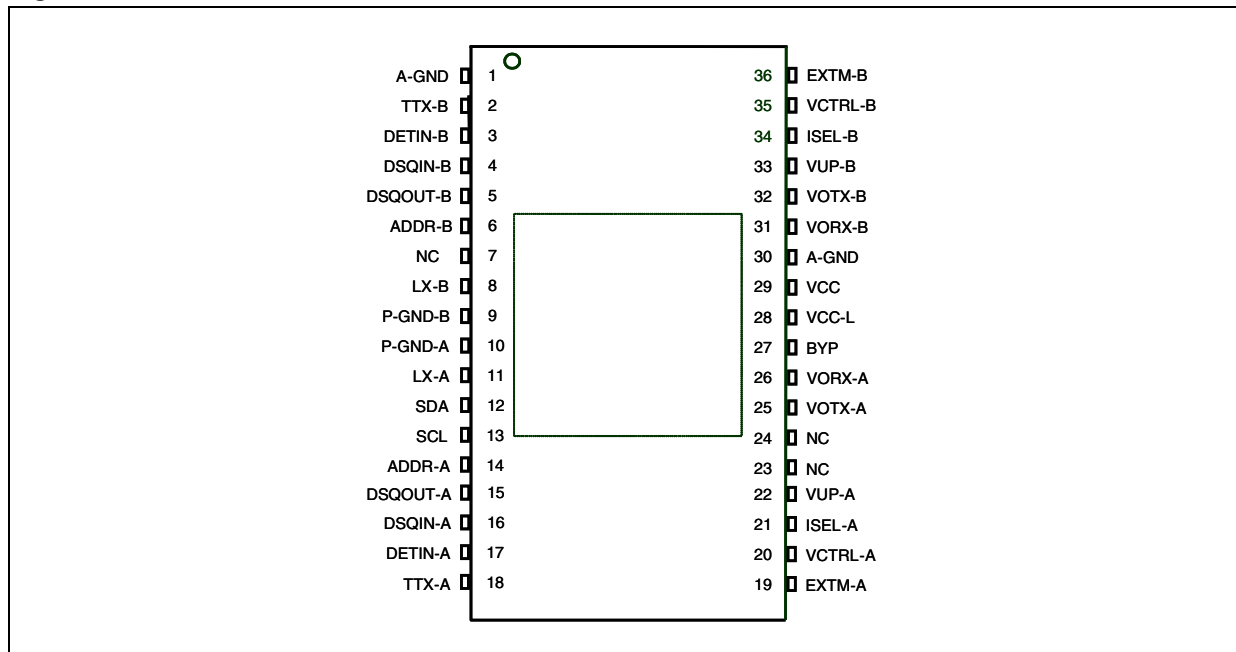 A-GND 1 36 EXTM-B
TTX-B 2 35 VCTRL-B
DETIN-B 3 34 ISEL-B
DSQIN-B 4 33 VUP-B
DSQOUT-B 5 32 VOTX-B
ADDR-B 6 31 VORX-B
NC 7 30 A-GND
LX-B 8 29 VCC
P-GND-B 9 28 VCC-L
P-GND-A 10 27 BYP
LX-A 11 26 VORX-A
SDA 12 25 VOTX-A
SCL 13 24 NC
ADDR-A 14 23 NC
DSQOUT-A 15 22 VUP-A
DSQIN-A 16 21 ISEL-A
DETIN-A 17 20 VCTRL-A
TTX-A 18 19 EXTM-A